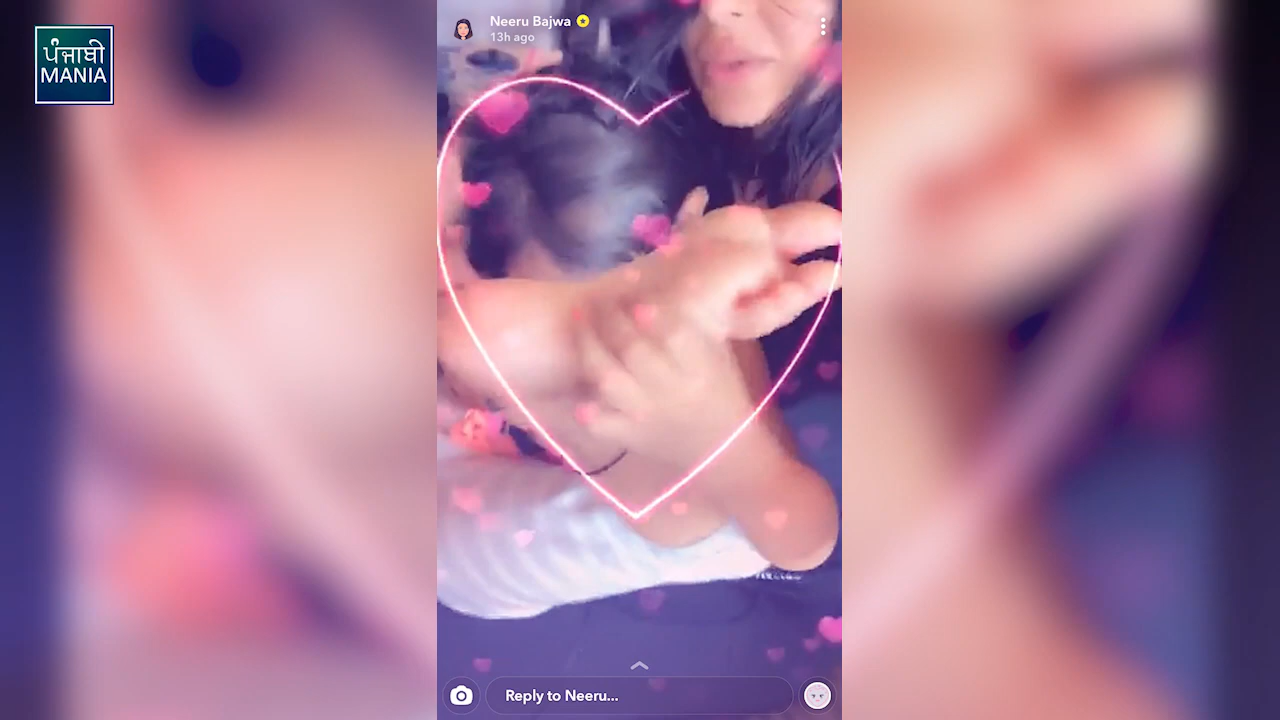 ਪੰਜਾਬੀ
MANIA
Neeru Bajwa
13h ago
Reply to Neeru...